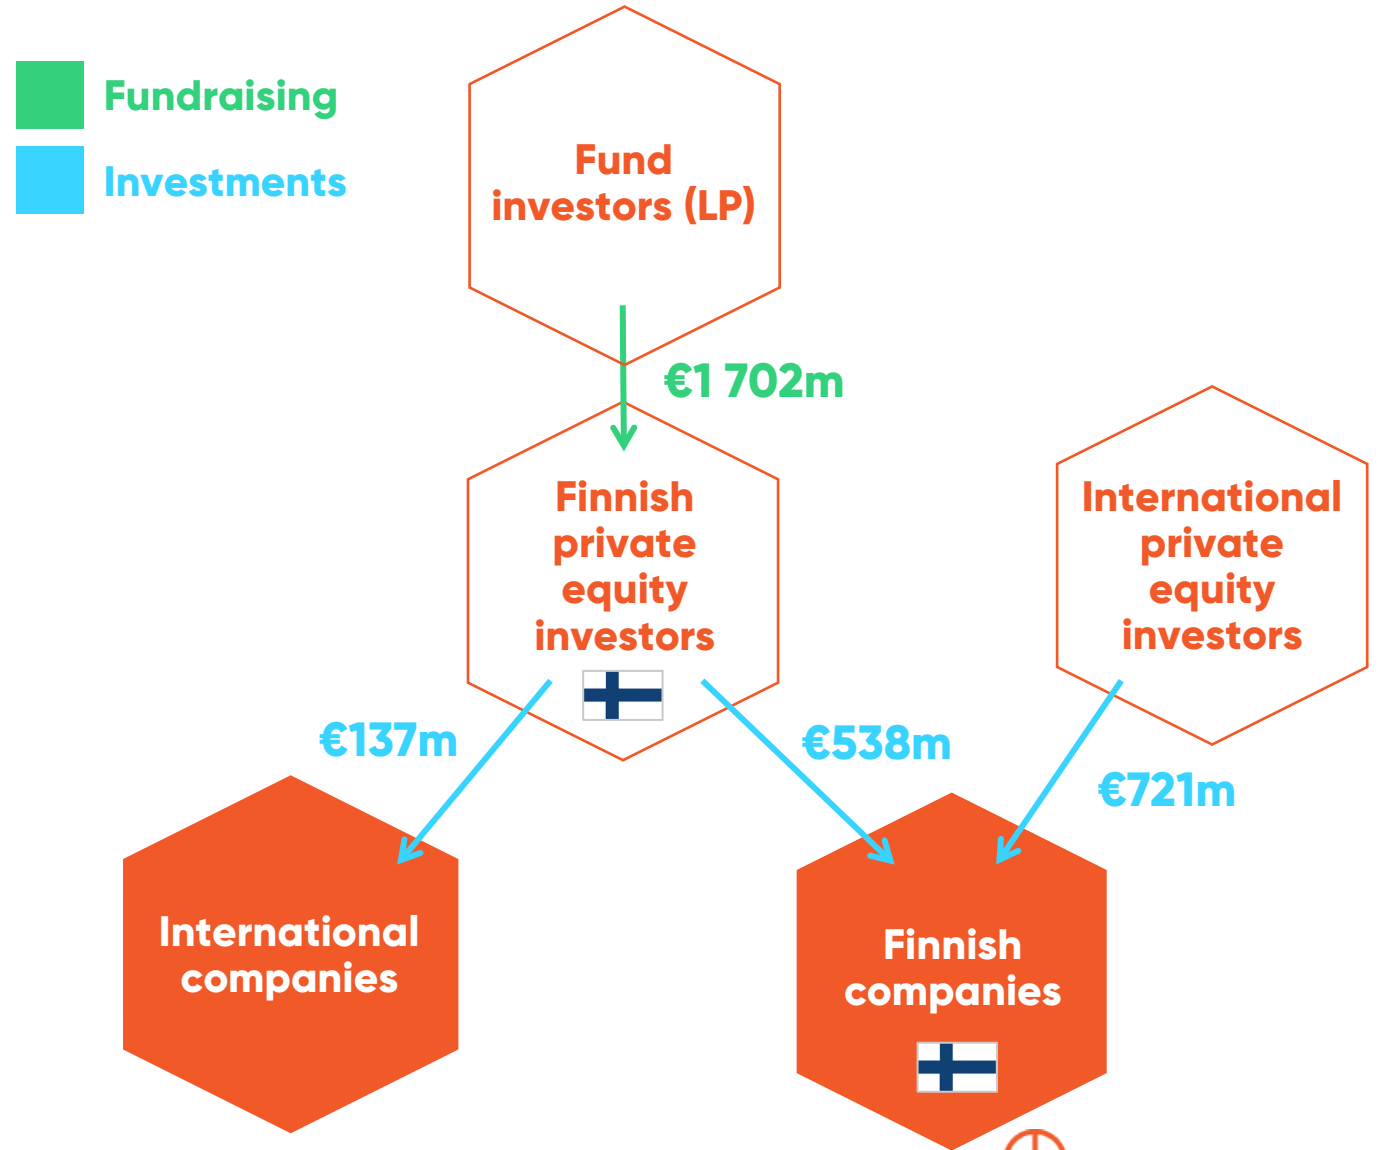 Fundraising
Investments
Fund
investors (LP)
€1 702m
Finnish
private
equity
investors
International
private
equity
investors
€137m
€538m
€721m
International
companies
Finnish
companies